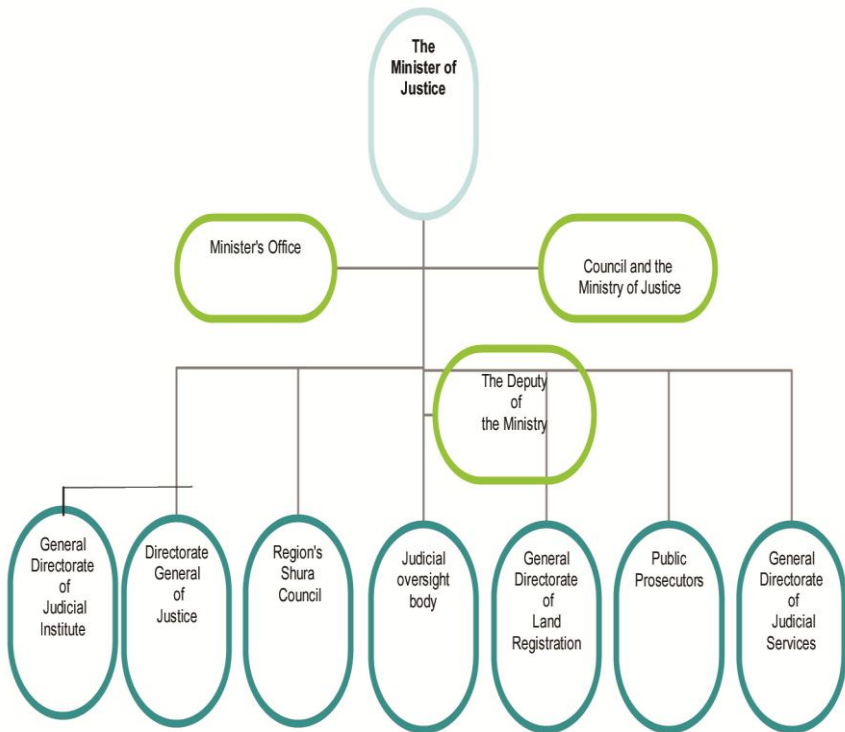 The
Minister of
Justice
Minister's Office
Council and the
Ministry of Justice
The Deputy
of
the Ministry
General
Directorate
of
Judicial
Institute
Directorate
General
of
Justice
Region's
Shura
Council
Judicial
oversight
body
General
Directorate
of
Land
Registration
Public
Prosecutors
General
Directorate
of
Judicial
Services